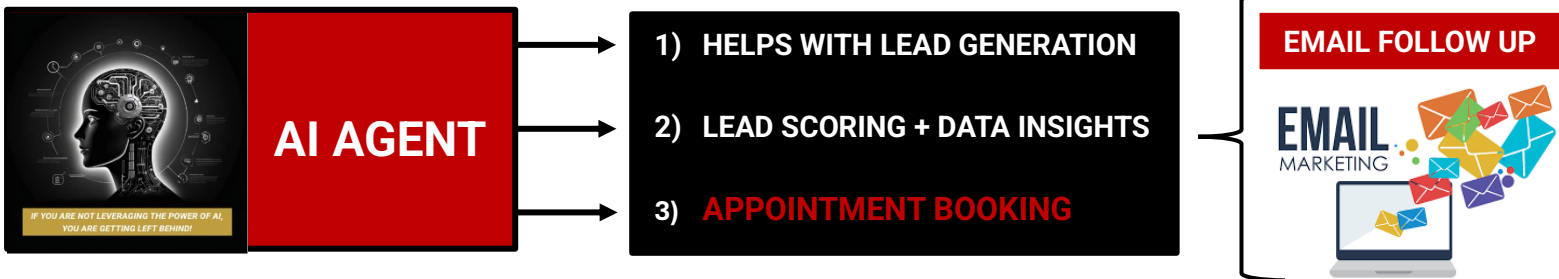 AI AGENT
IF YOU ARE NOT LEVERAGING THE POWER OF AI,
YOU ARE GETTING LEFT BEHIND!
1) HELPS WITH LEAD GENERATION
2) LEAD SCORING + DATA INSIGHTS
3) APPOINTMENT BOOKING
EMAIL FOLLOW UP
EMAIL
MARKETING